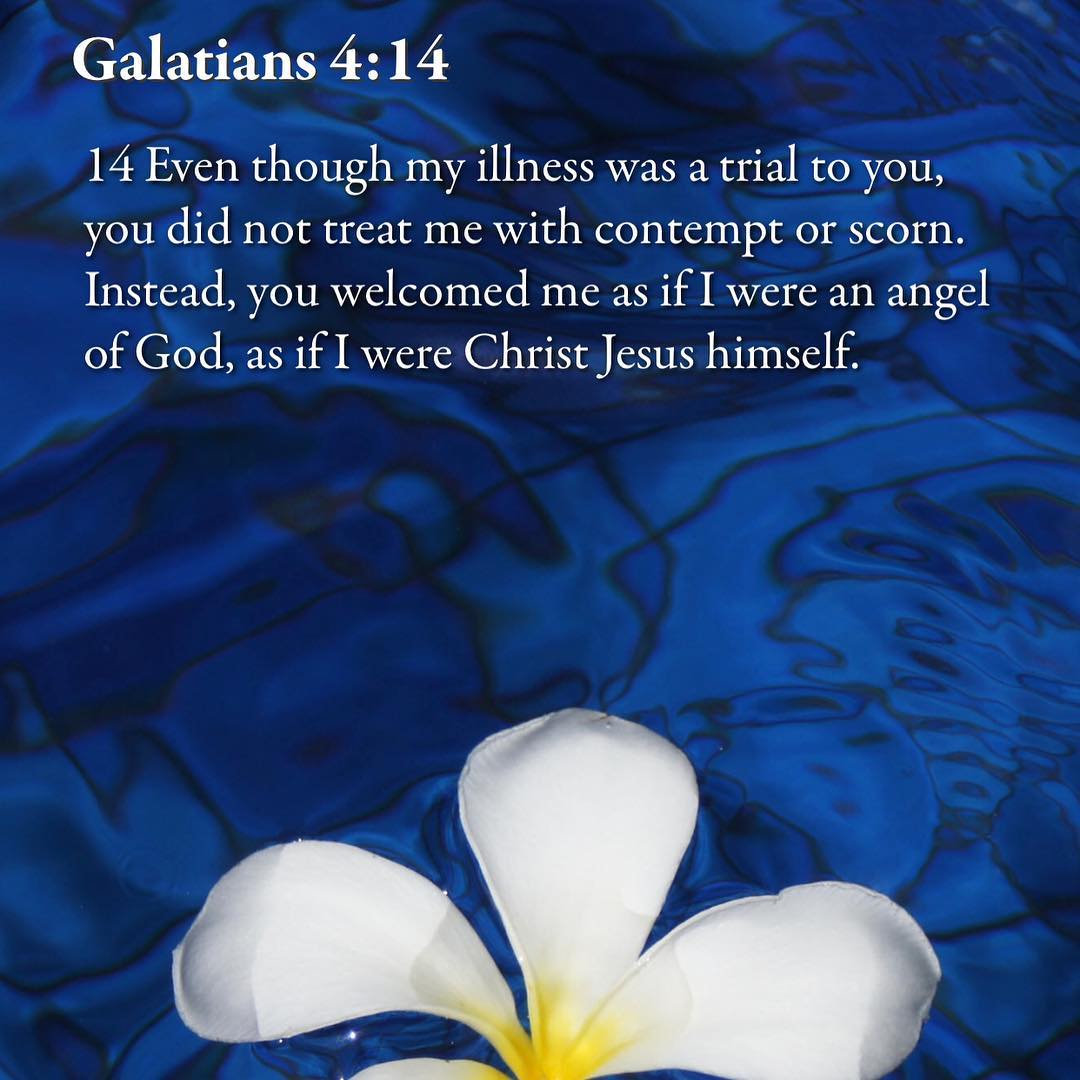 Galatians 4:14
14 Even though my illness was a trial to you,
you did not treat me with contempt or scorn.
Instead, you welcomed me as if I were an angel
of God, as if I were Christ Jesus himself.